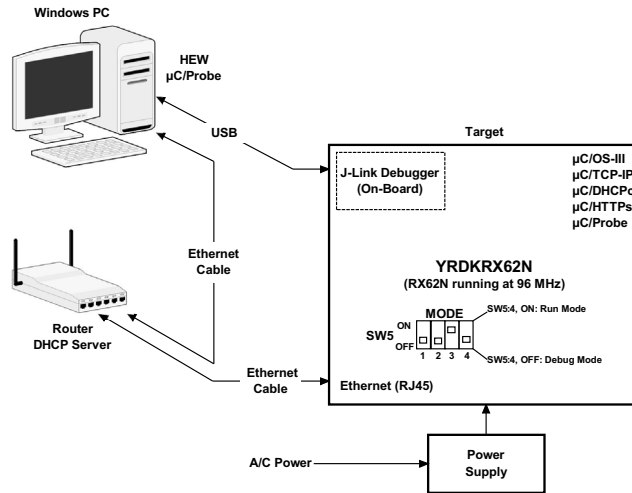 Windows PC
HEW
µC/Probe
USB
Target
J-Link Debugger
(On-Board)
µC/OS-III
µC/TCP-IP
µC/DHCPc
µC/HTTPs
µC/Probe
Ethernet
Cable
YRDKRX62N
(RX62N running at 96 MHz)
MODE
SW5:4, ON: Run Mode
SW5
ON
OFF
1 2 3 4
SW5:4, OFF: Debug Mode
Router
DHCP Server
Ethernet
Cable
Ethernet (RJ45)
A/C Power
Power
Supply